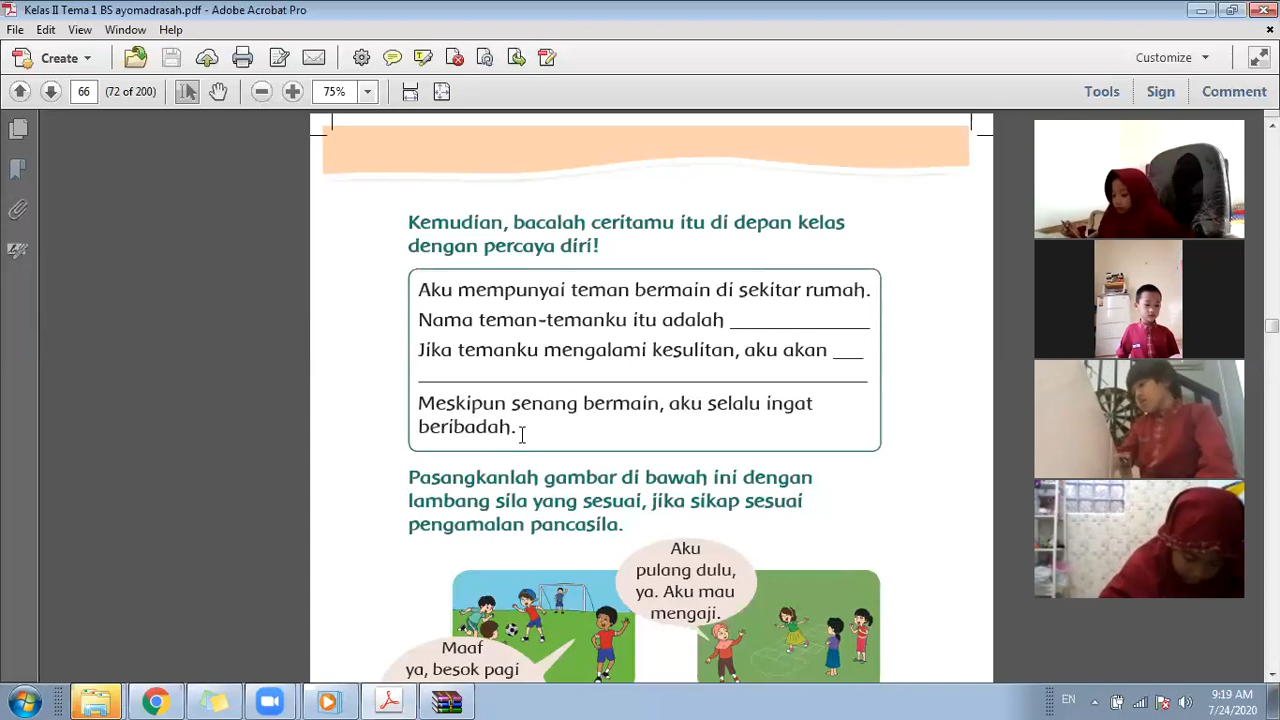 Kelas II Tema 1 BS ayomadrasah.pdf - Adobe Acrobat Pro
File Edit View Window Help
Create
Customize
66 (72 of 200) 75% Tools Sign Comment
Kemudian, bacalah ceritamu itu di depan kelas
dengan percaya diri!
Aku mempunyai teman bermain di sekitar rumah.
Nama teman-temanku itu adalah ______________
Jika temanku mengalami kesulitan, aku akan ___
_____________________________________________
Meskipun senang bermain, aku selalu ingat
beribadah.
Pasangkanlah gambar di bawah ini dengan
lambang sila yang sesuai, jika sikap sesuai
pengamalan pancasila.
Aku
pulang dulu,
ya. Aku mau
mengaji.
Maaf
ya, besok pagi
EN
9:19 AM
7/24/2020